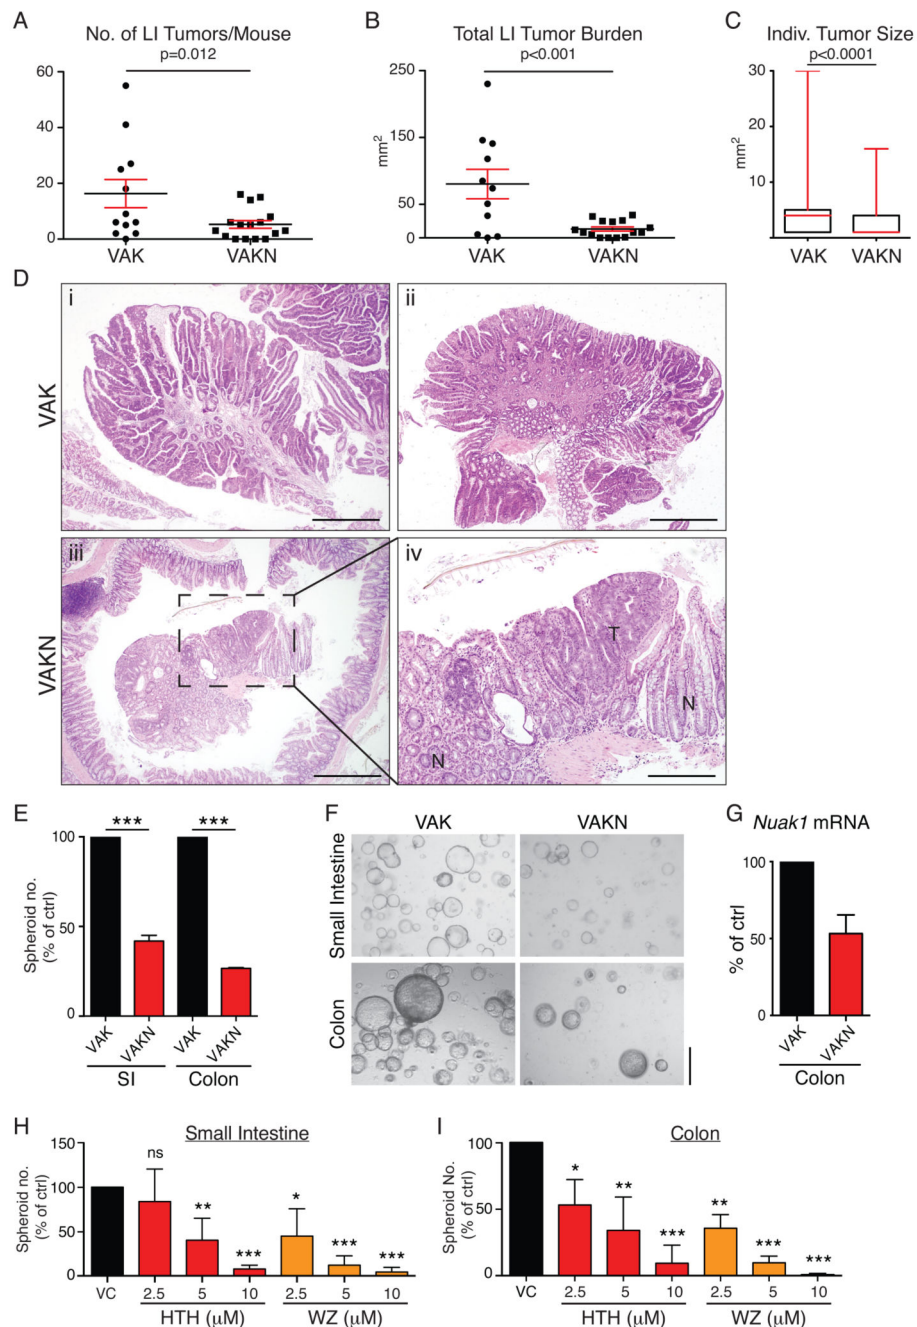 A
No. of LI Tumors/Mouse
p=0.012
60
40
20
0
VAK
VAKN
B
Total LI Tumor Burden
p<0.001
mm2
250
150
50
0
VAK
VAKN
C
Indiv. Tumor Size
p<0.0001
mm2
30
20
10
0
VAK
VAKN
D
VAK
i
ii
VAKN
iii
iv
T
N
N
E
Spheroid no.
(% of ctrl)
100
50
0
***
***
VAK
VAKN
VAK
VAKN
SI
Colon
F
VAK
VAKN
Small Intestine
Colon
G
Nuak1 mRNA
% of ctrl
100
50
0
VAK
VAKN
Colon
H
Small Intestine
Spheroid no.
(% of ctrl)
150
100
50
0
ns
**
***
*
***
***
VC
2.5
5
10
2.5
5
10
HTH (μM)
WZ (μM)
I
Colon
Spheroid No.
(% of ctrl)
100
50
0
*
**
***
**
***
***
VC
2.5
5
10
2.5
5
10
HTH (μM)
WZ (μM)